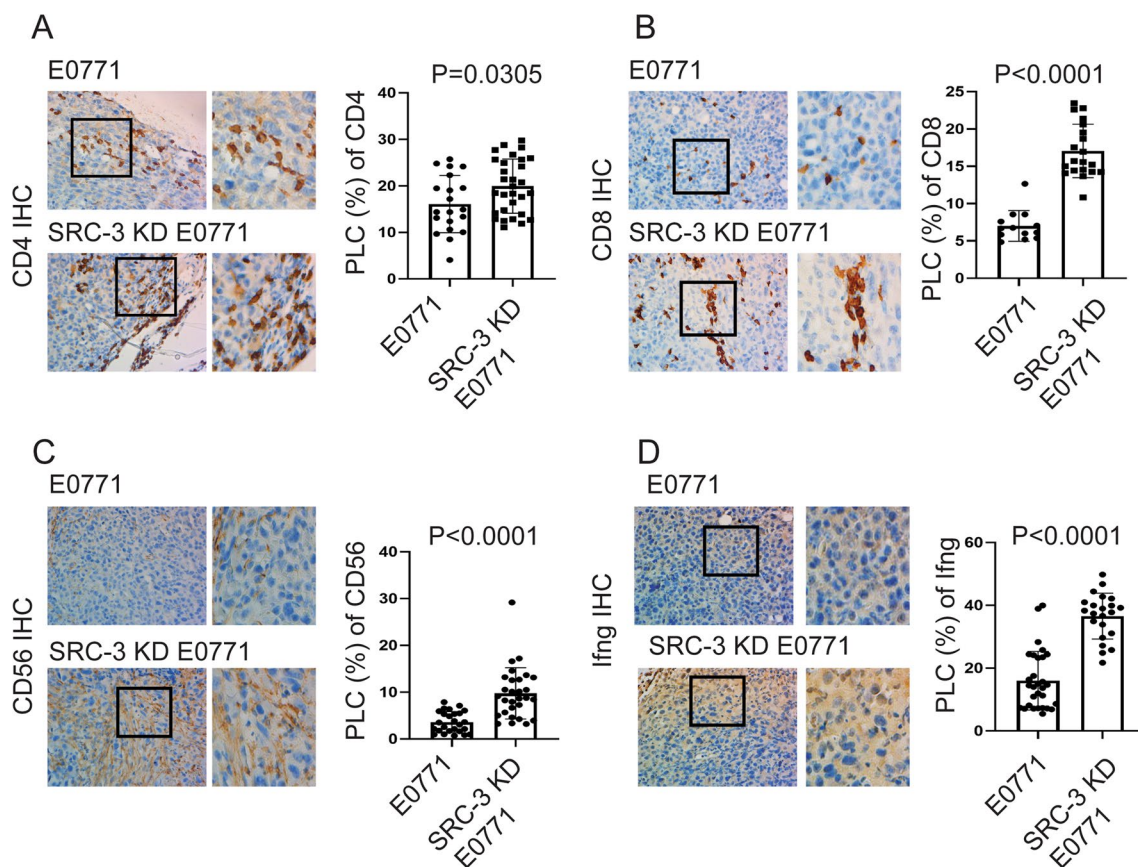 A
E0771
CD4 IHC
SRC-3 KD E0771
P=0.0305
PLC (%) of CD4
40
30
20
10
0
E0771
SRC-3 KD
E0771
B
E0771
CD8 IHC
SRC-3 KD E0771
P<0.0001
PLC (%) of CD8
25
20
15
10
5
0
E0771
SRC-3 KD
E0771
C
E0771
CD56 IHC
SRC-3 KD E0771
P<0.0001
PLC (%) of CD56
40
30
20
10
0
E0771
SRC-3 KD
E0771
D
E0771
Ifng IHC
SRC-3 KD E0771
P<0.0001
PLC (%) of Ifng
60
40
20
0
E0771
SRC-3 KD
E0771